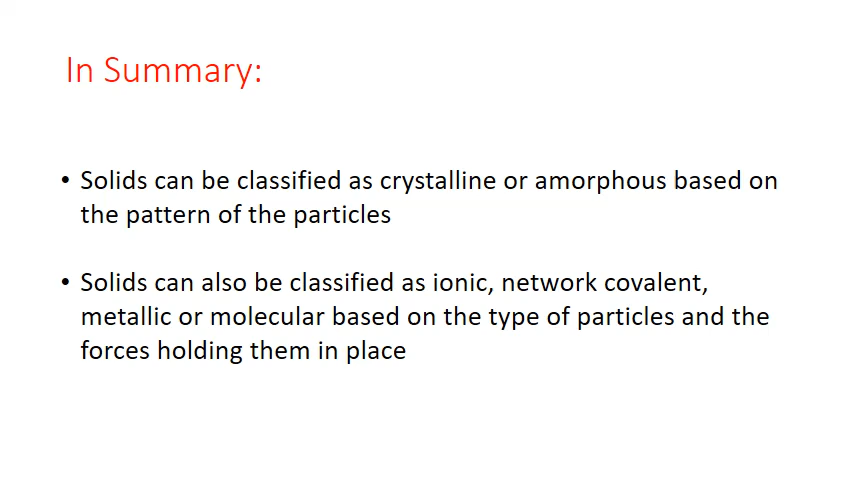 In Summary:
• Solids can be classified as crystalline or amorphous based on
the pattern of the particles
• Solids can also be classified as ionic, network covalent,
metallic or molecular based on the type of particles and the
forces holding them in place